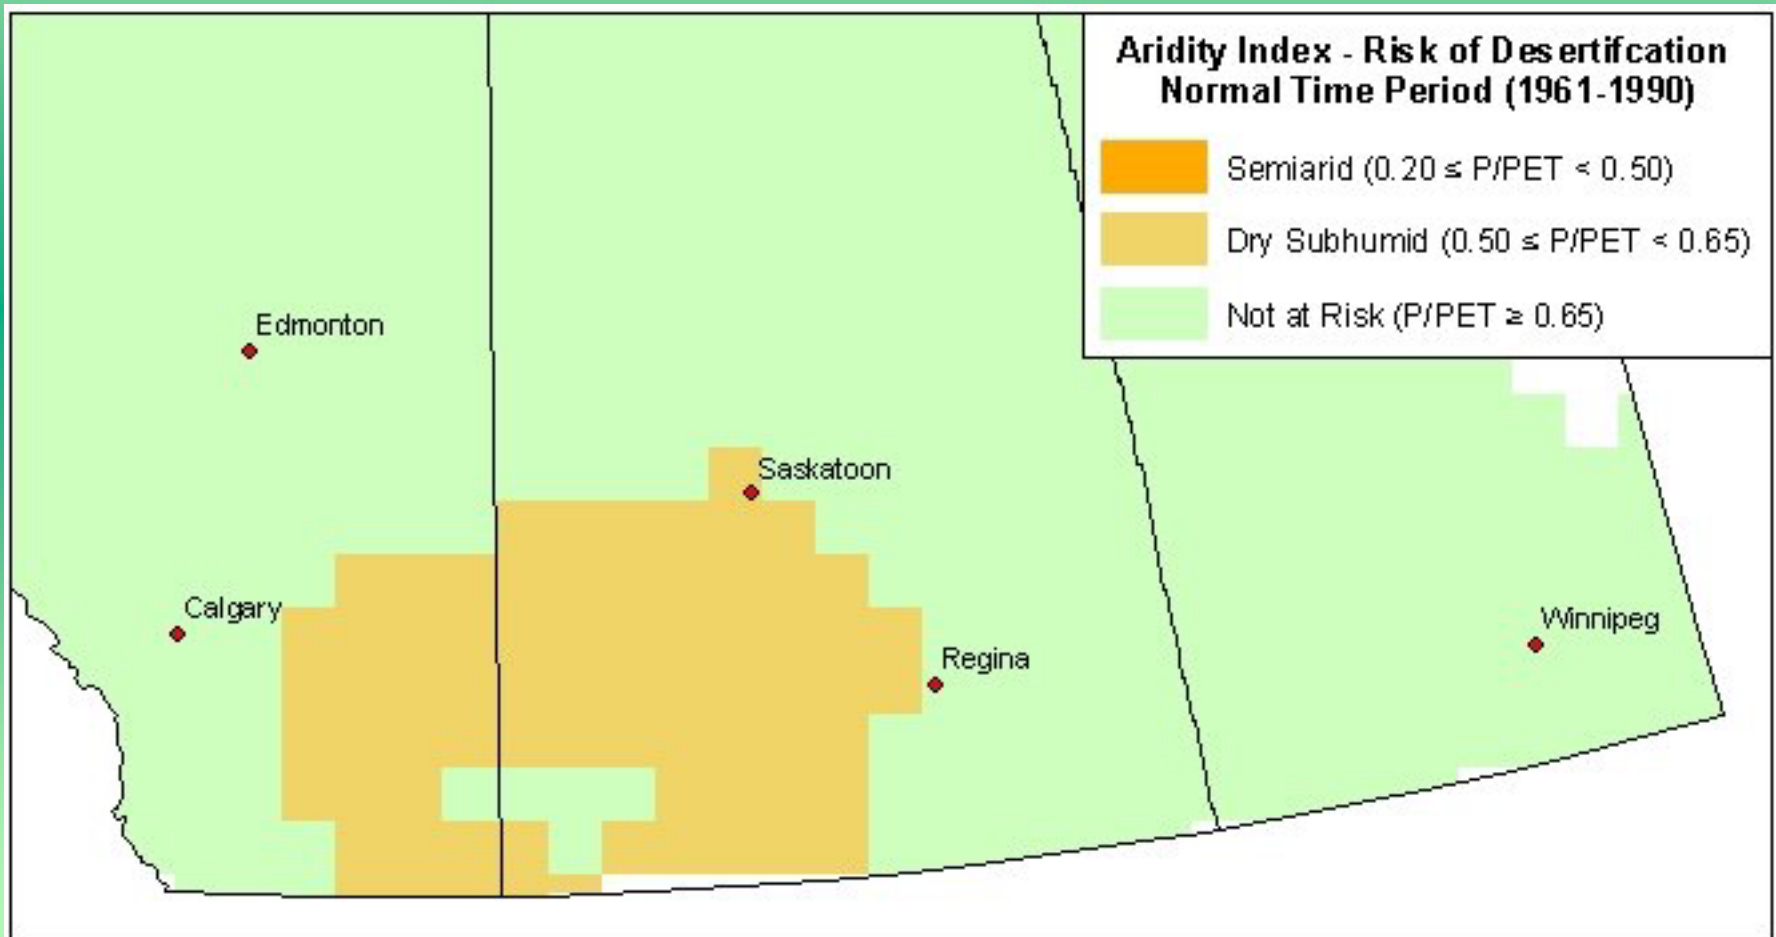 Aridity Index - Risk of Desertifcation
Normal Time Period (1961-1990)
Semiarid (0.20 ≤ P/PET < 0.50)
Dry Subhumid (0.50 ≤ P/PET < 0.65)
Not at Risk (P/PET ≥ 0.65)
Edmonton
Saskatoon
Calgary
Winnipeg
Regina